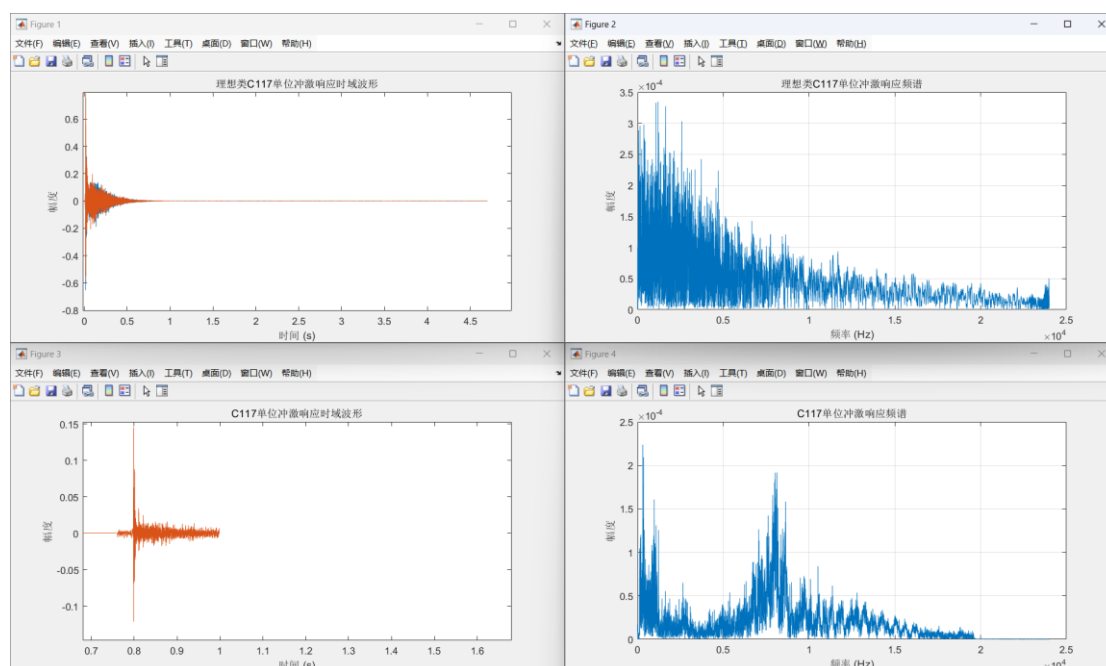 Figure 1
文件(F) 编辑(E) 查看(V) 插入(I) 工具(T) 桌面(D) 窗口(W) 帮助(H)
理想类C117单位冲激响应时域波形
0.6
0.4
0.2
0
-0.2
-0.4
-0.6
-0.8
幅度
0 0.5 1 1.5 2 2.5 3 3.5 4 4.5
时间 (s)
Figure 2
文件(F) 编辑(E) 查看(V) 插入(I) 工具(T) 桌面(D) 窗口(W) 帮助(H)
×10⁻⁴
理想类C117单位冲激响应频谱
3.5
3
2.5
2
1.5
1
0.5
0
幅度
0 0.5 1 1.5 2 2.5
频率 (Hz)
×10⁴
Figure 3
文件(F) 编辑(E) 查看(V) 插入(I) 工具(T) 桌面(D) 窗口(W) 帮助(H)
C117单位冲激响应时域波形
0.15
0.1
0.05
0
-0.05
-0.1
幅度
0.7 0.8 0.9 1 1.1 1.2 1.3 1.4 1.5 1.6
时间 (s)
Figure 4
文件(F) 编辑(E) 查看(V) 插入(I) 工具(T) 桌面(D) 窗口(W) 帮助(H)
×10⁻⁴
C117单位冲激响应频谱
2.5
2
1.5
1
0.5
0
幅度
0 0.5 1 1.5 2 2.5
频率 (Hz)
×10⁴